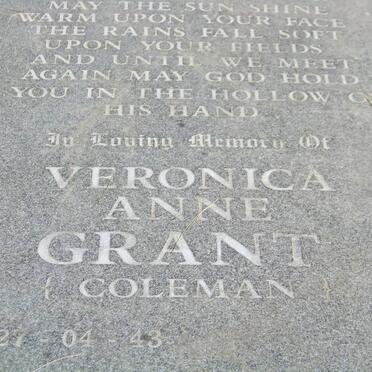 MAY THE SUN SHINE
WARM UPON YOUR FACE
THE RAINS FALL SOFT
UPON YOUR FIELDS
AND UNTIL WE MEET
AGAIN MAY GOD HOLD
YOU IN THE HOLLOW O
HIS HAND
In Loving Memory Of
VERONICA
ANNE
GRANT
{ COLEMAN }
27 - 04 - 43